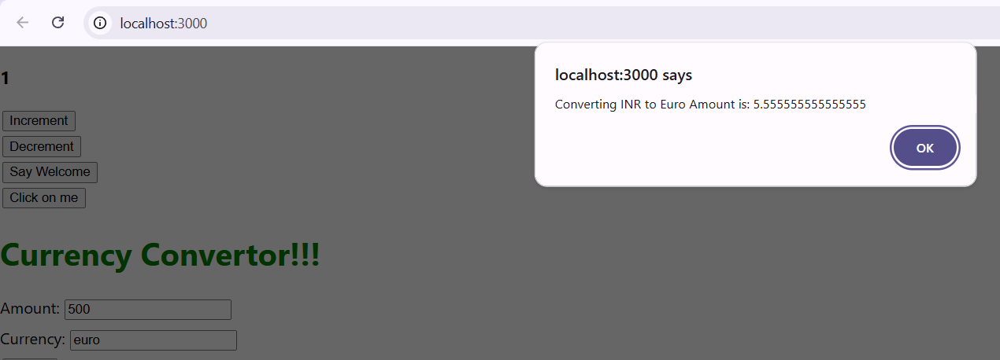 localhost:3000
localhost:3000 says
Converting INR to Euro Amount is: 5.555555555555555
OK
1
Increment
Decrement
Say Welcome
Click on me
Currency Convertor!!!
Amount: 500
Currency: euro